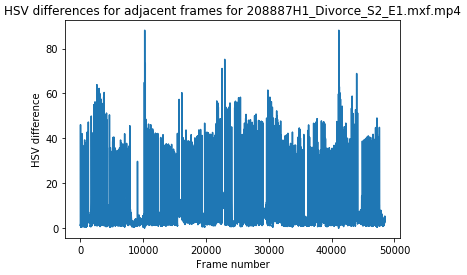 HSV differences for adjacent frames for 208887H1_Divorce_S2_E1.mxf.mp4
80
60
40
20
0
HSV difference
0 10000 20000 30000 40000 50000
Frame number